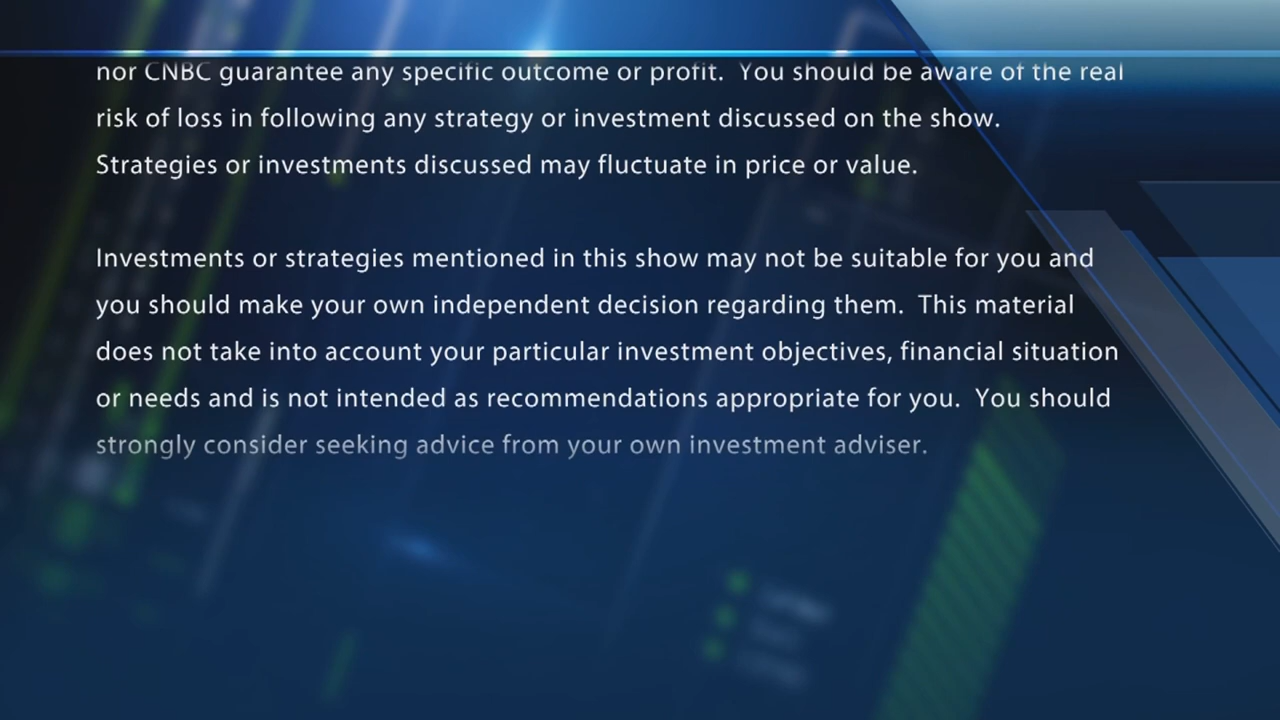 nor CNBC guarantee any specific outcome or profit.  You should be aware of the real
risk of loss in following any strategy or investment discussed on the show.
Strategies or investments discussed may fluctuate in price or value.
Investments or strategies mentioned in this show may not be suitable for you and
you should make your own independent decision regarding them.  This material
does not take into account your particular investment objectives, financial situation
or needs and is not intended as recommendations appropriate for you.  You should
strongly consider seeking advice from your own investment adviser.